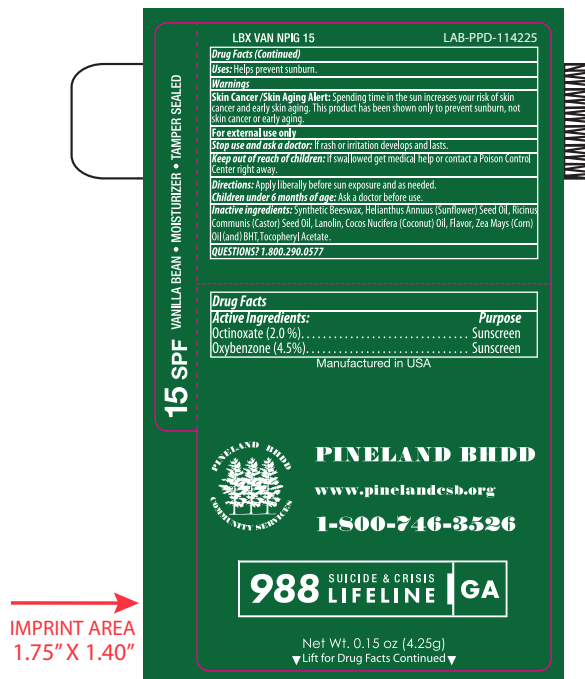 LBX VAN NPIG 15 LAB-PPD-114225
Drug Facts (Continued)
Uses: Helps prevent sunburn.
Warnings
Skin Cancer /Skin Aging Alert: Spending time in the sun increases your risk of skin
cancer and early skin aging. This product has been shown only to prevent sunburn, not
skin cancer or early aging.
For external use only
Stop use and ask a doctor: If rash or irritation develops and lasts.
Keep out of reach of children: if swallowed get medical help or contact a Poison Control
Center right away.
Directions: Apply liberally before sun exposure and as needed.
Children under 6 months of age: Ask a doctor before use.
Inactive ingredients: Synthetic Beeswax, Helianthus Annuus (Sunflower) Seed Oil, Ricinus
Communis (Castor) Seed Oil, Lanolin, Cocos Nucifera (Coconut) Oil, Flavor, Zea Mays (Corn)
Oil (and) BHT, Tocopheryl Acetate.
QUESTIONS? 1.800.290.0577
15 SPF VANILLA BEAN • MOISTURIZER • TAMPER SEALED
Drug Facts
Active Ingredients: Purpose
Octinoxate (2.0 %)............................. Sunscreen
Oxybenzone (4.5%)............................ Sunscreen
Manufactured in USA
PINELAND BHDD
COMMUNITY SERVICES
PINELAND BHDD
www.pinelandcsb.org
1-800-746-3526
988 SUICIDE & CRISIS
LIFELINE GA
IMPRINT AREA
1.75” X 1.40”
Net Wt. 0.15 oz (4.25g)
▼Lift for Drug Facts Continued▼